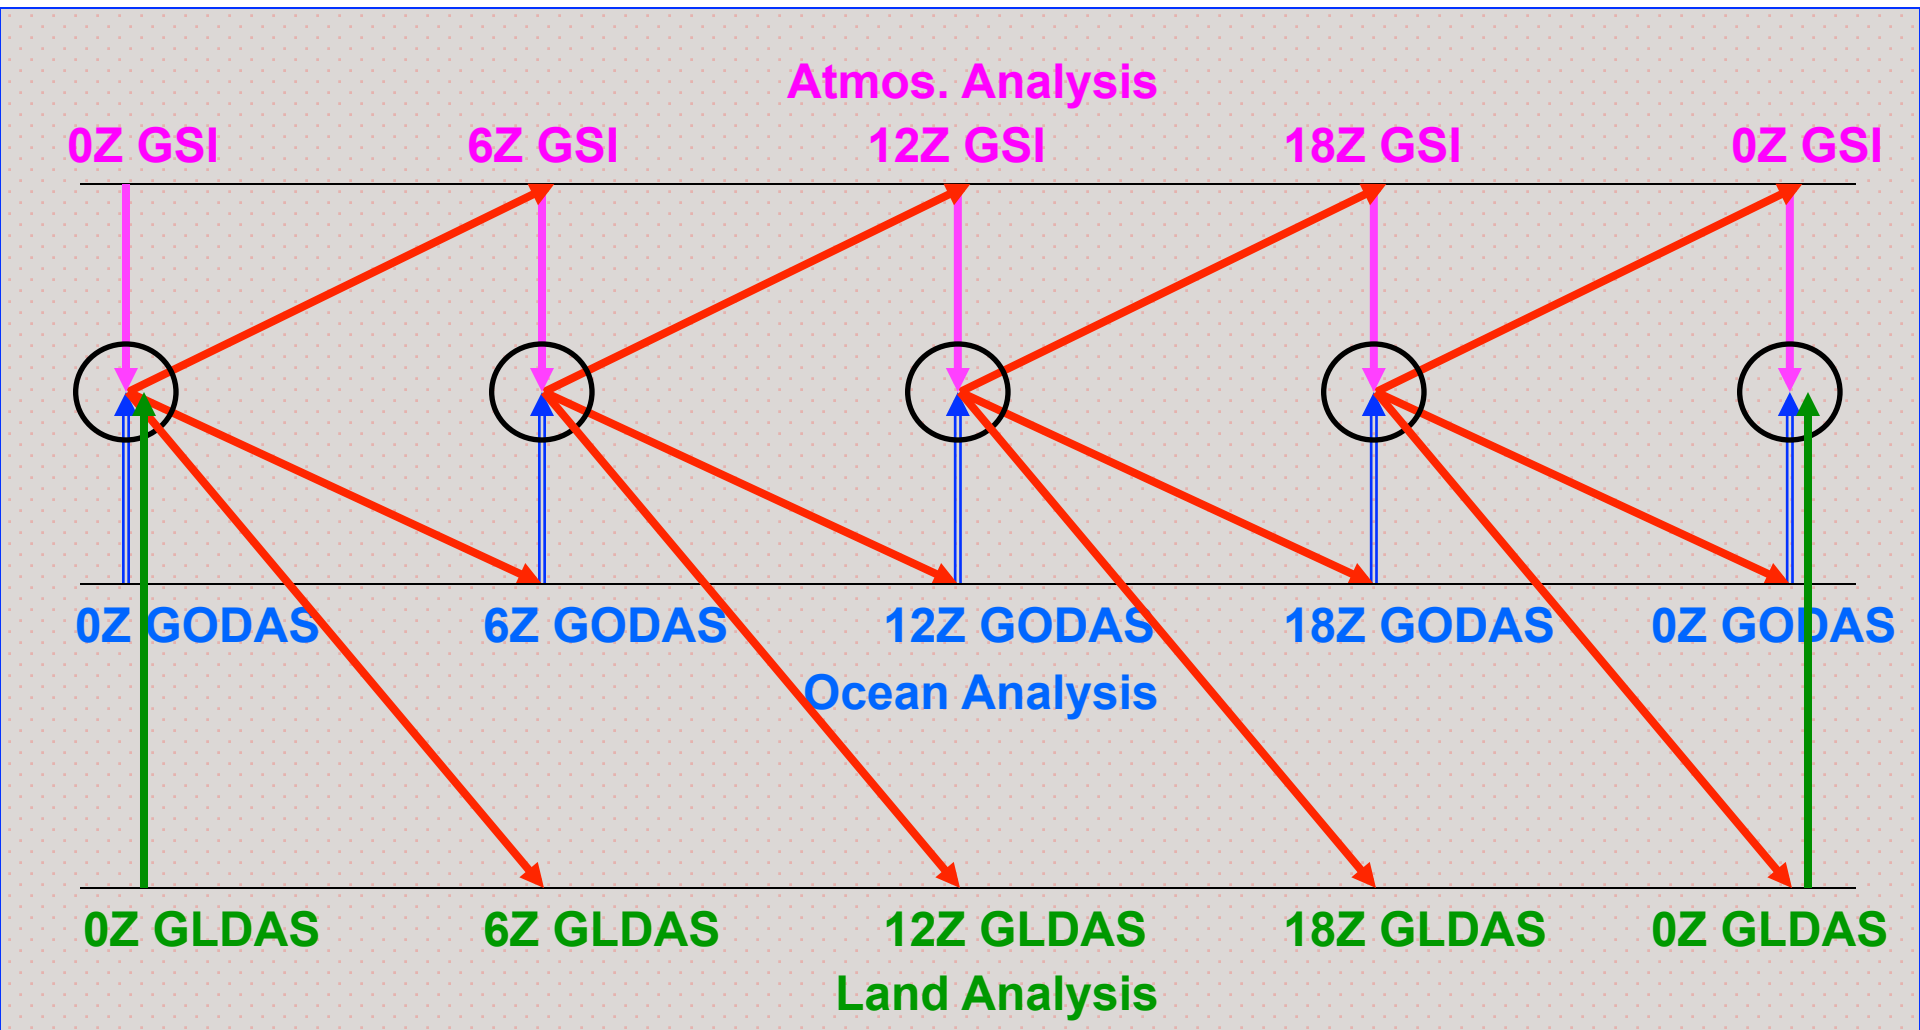 Atmos. Analysis
0Z GSI 6Z GSI 12Z GSI 18Z GSI 0Z GSI
0Z GODAS 6Z GODAS 12Z GODAS 18Z GODAS 0Z GODAS
Ocean Analysis
0Z GLDAS 6Z GLDAS 12Z GLDAS 18Z GLDAS 0Z GLDAS
Land Analysis